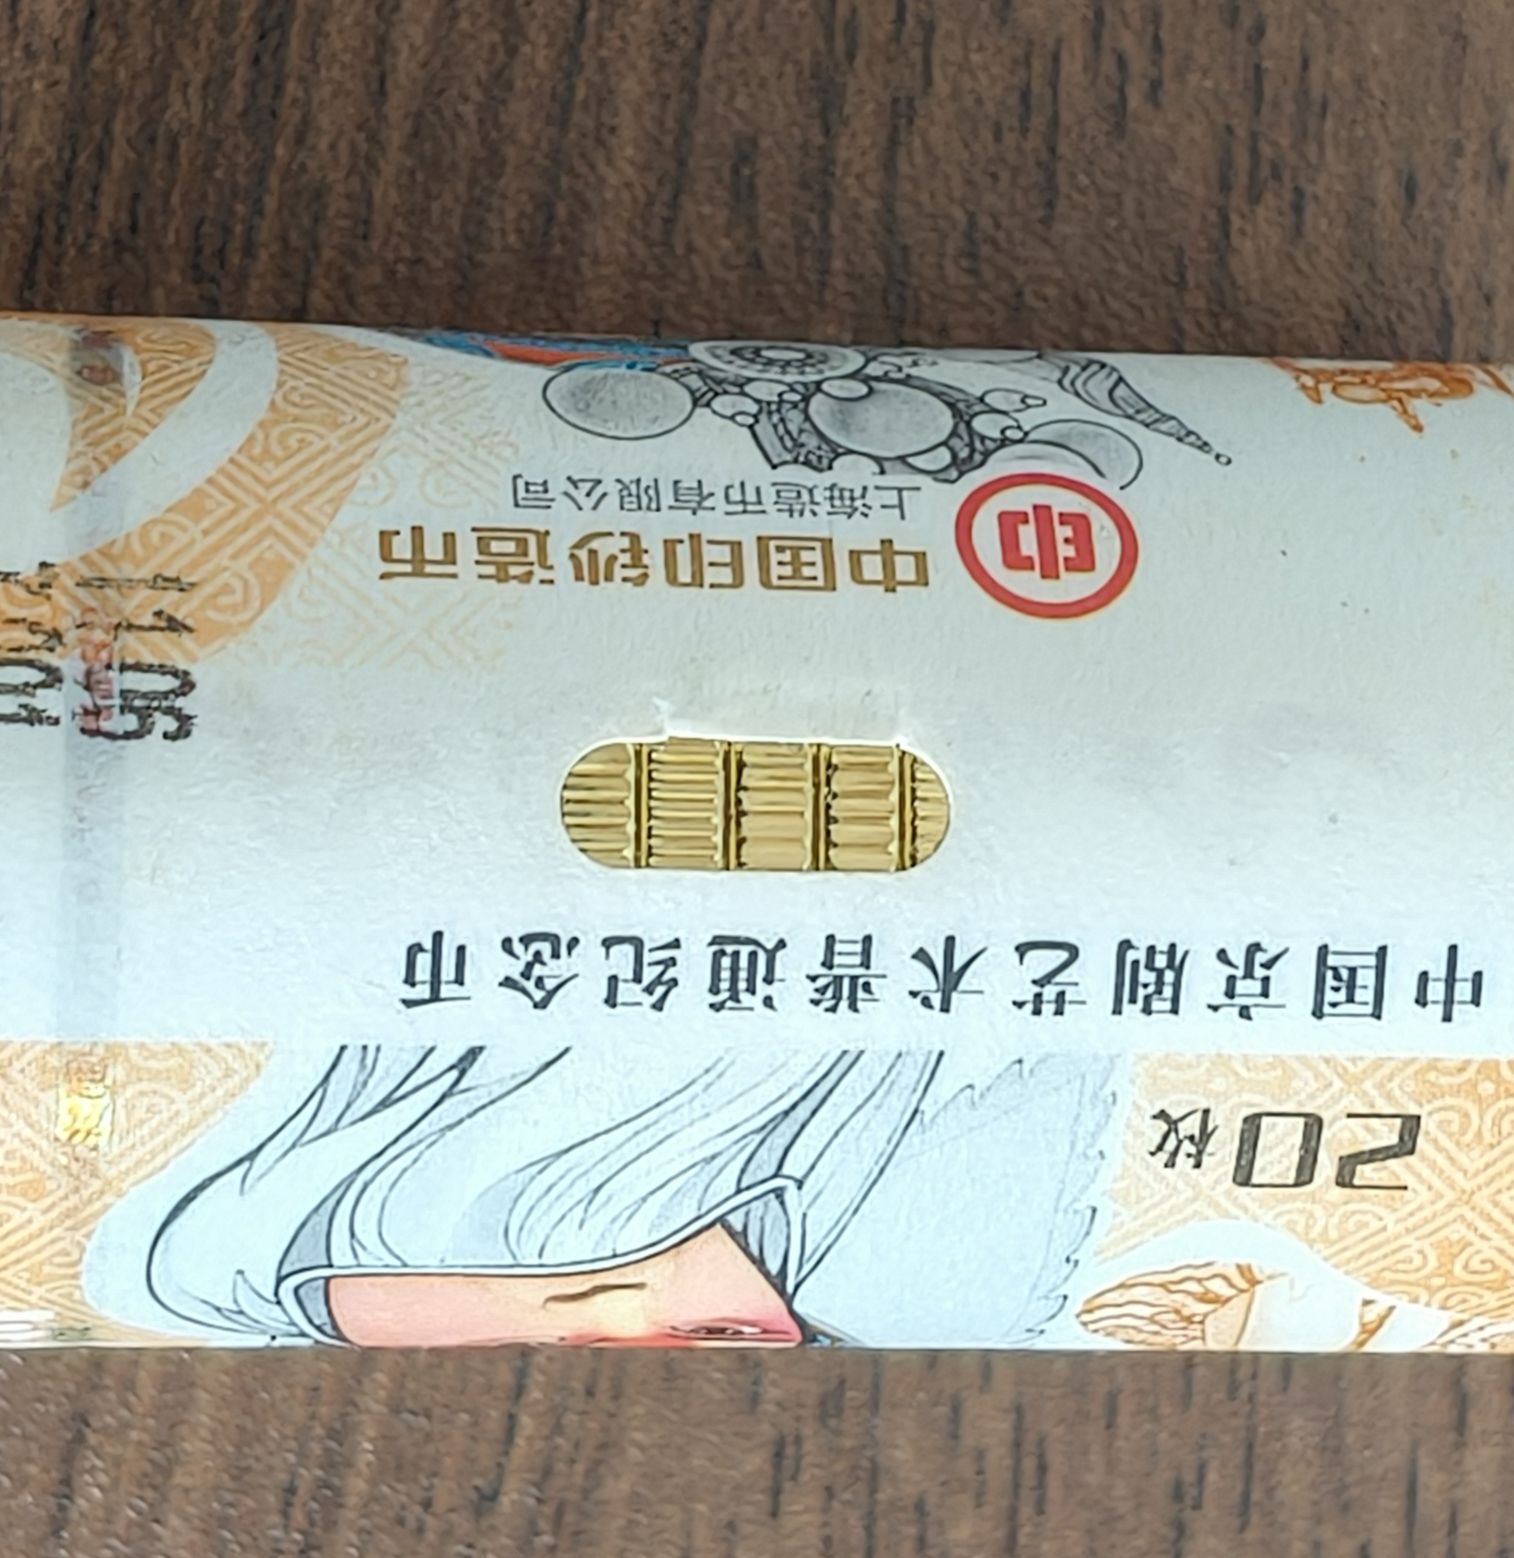 20枚
中国京剧艺术普通纪念币
印 中国印钞造币
上海造币有限公司